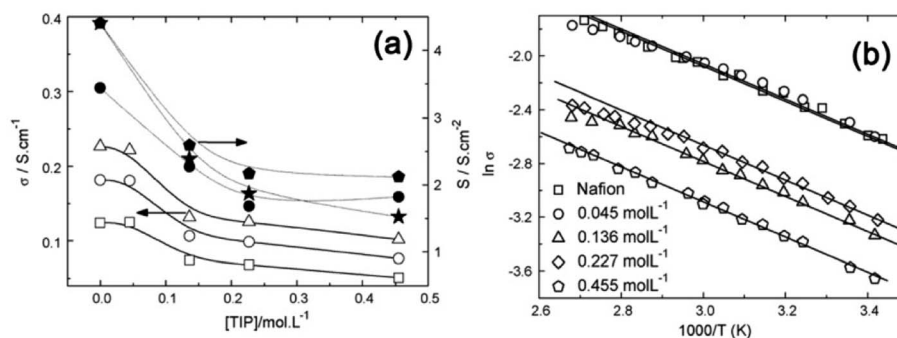 (a)
0.4
0.3
0.2
0.1
σ / S.cm⁻¹
4
3
2
1
S / S.cm⁻²
0.0 0.1 0.2 0.3 0.4 0.5
[TIP]/mol.L⁻¹
(b)
-2.0
-2.4
-2.8
-3.2
-3.6
ln σ
Nafion
0.045 molL⁻¹
0.136 molL⁻¹
0.227 molL⁻¹
0.455 molL⁻¹
2.6 2.8 3.0 3.2 3.4
1000/T (K)